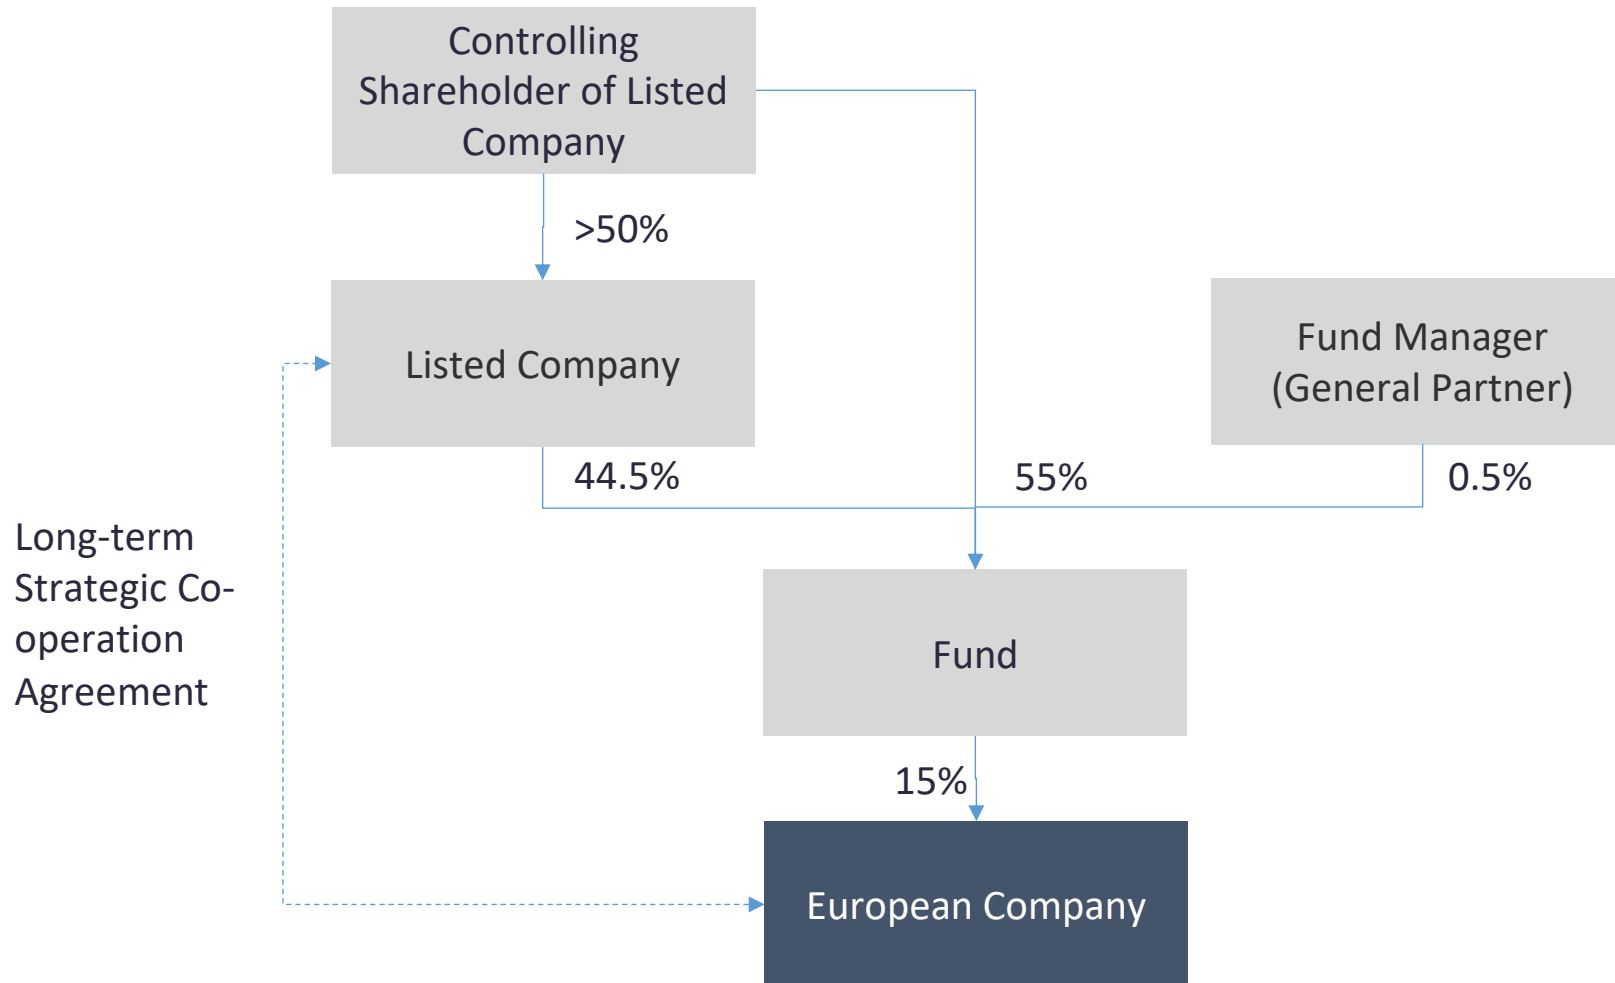 Controlling
Shareholder of Listed
Company
>50%
Listed Company
Fund Manager
(General Partner)
44.5%
55%
0.5%
Long-term
Strategic Co-
operation
Agreement
Fund
15%
European Company